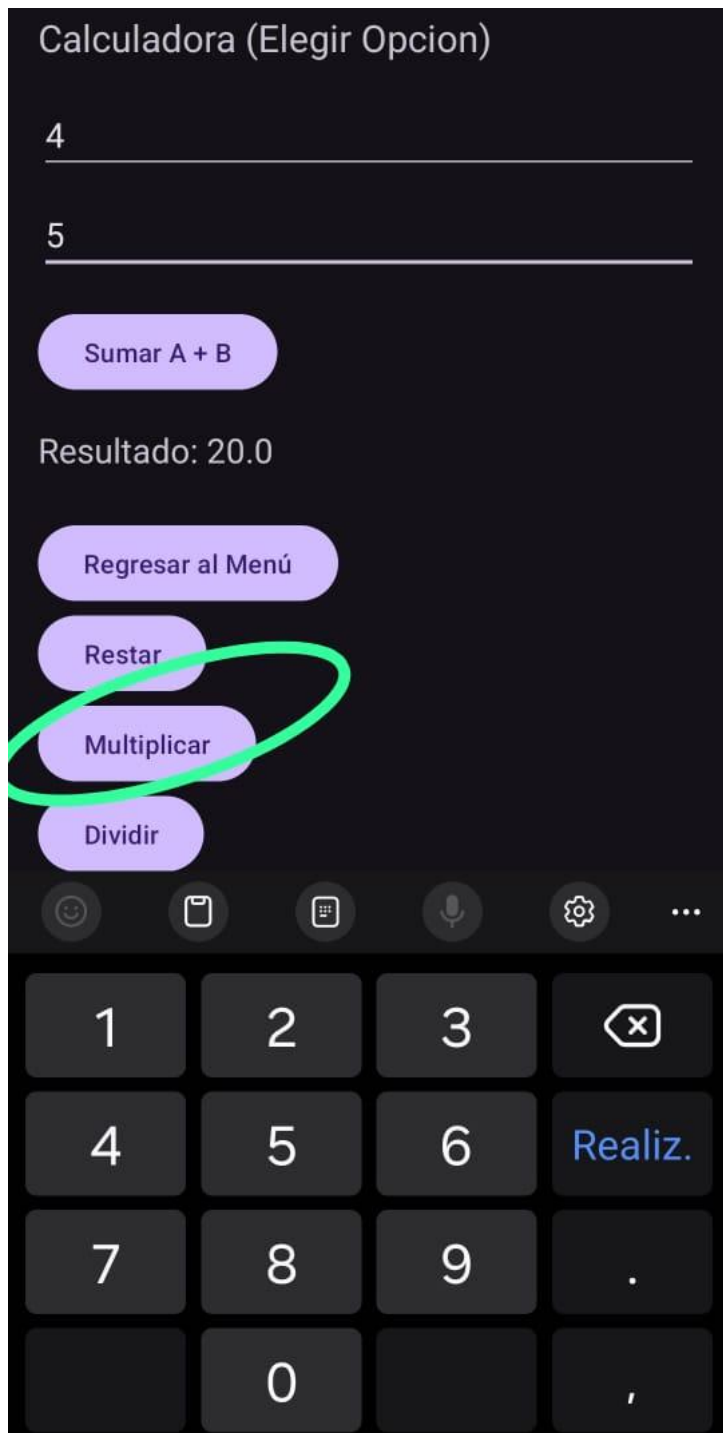 Calculadora (Elegir Opcion)
4
5
Sumar A + B
Resultado: 20.0
Regresar al Menú
Restar
Multiplicar
Dividir
1 2 3
4 5 6 Realiz.
7 8 9 .
0 ,